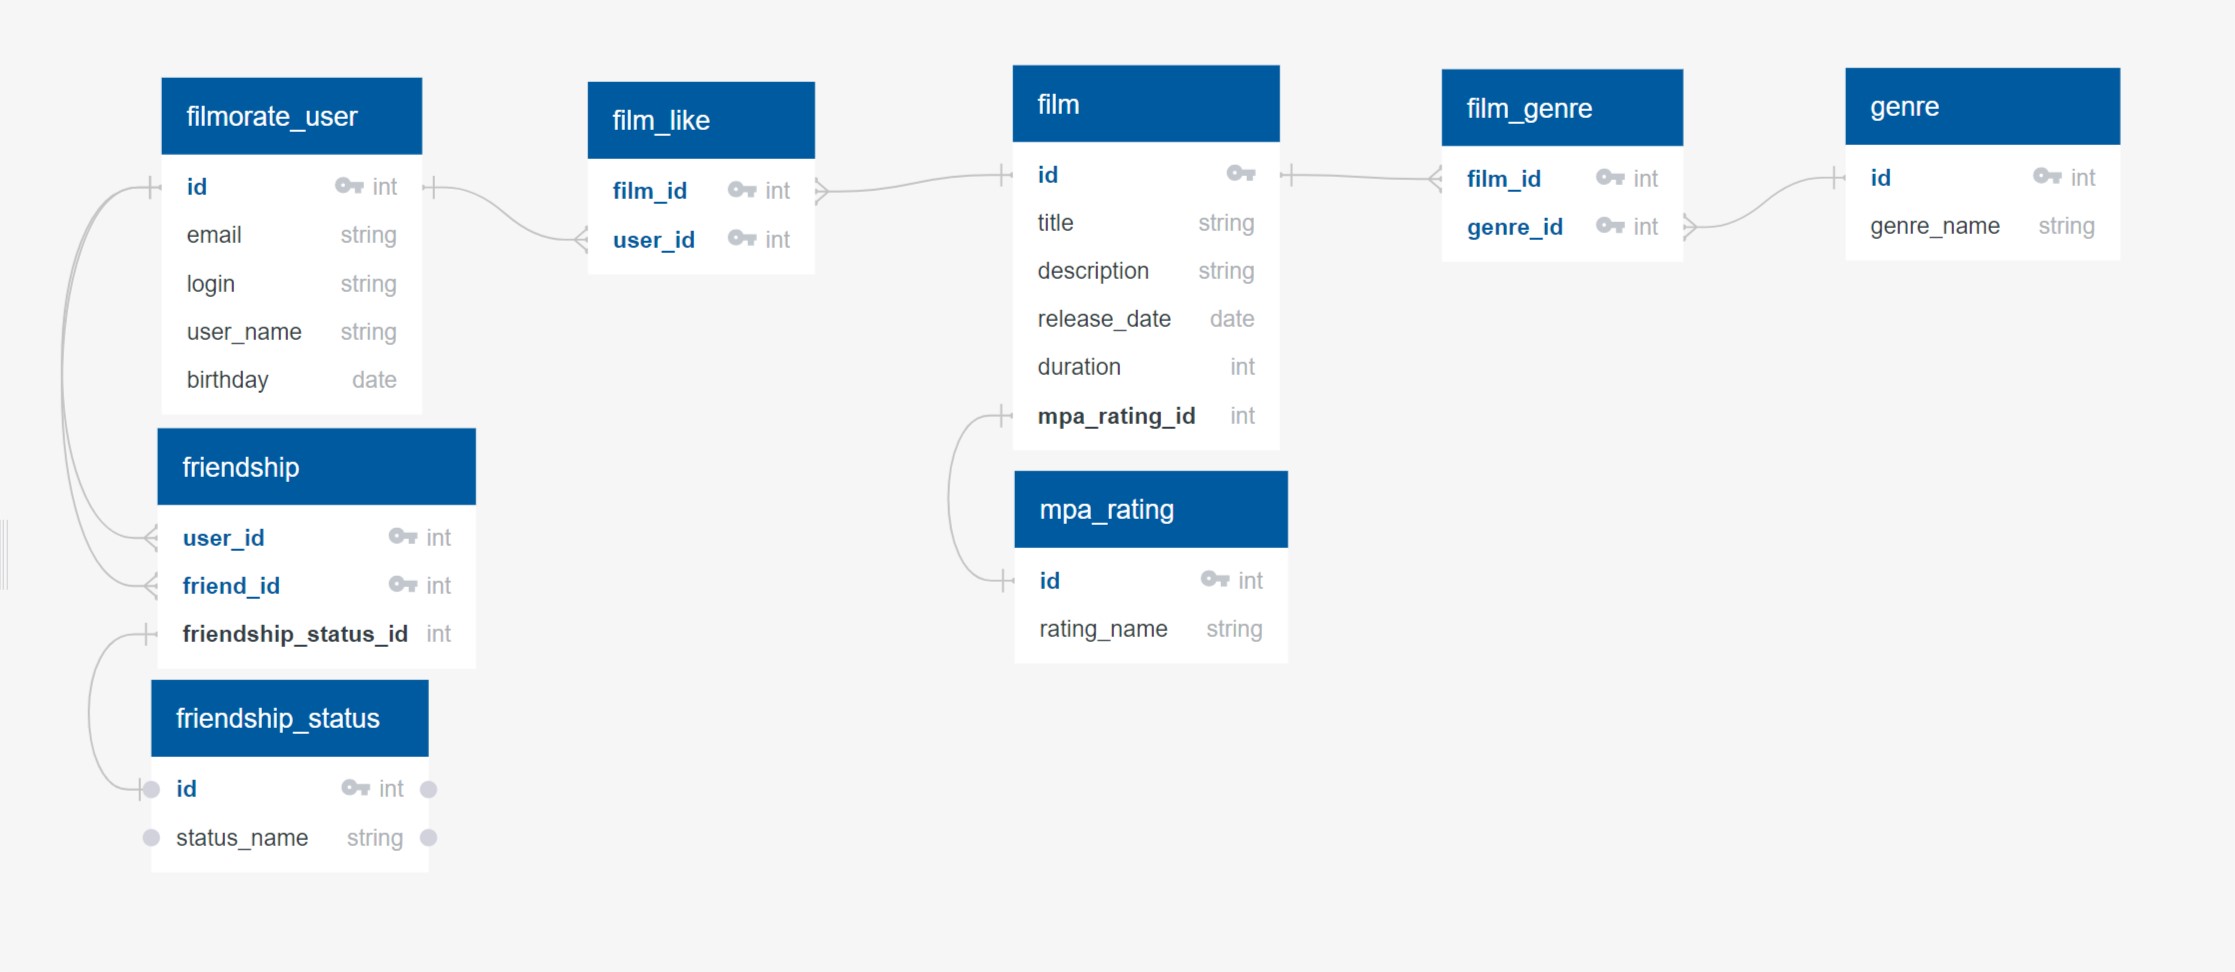 filmorate_user
id int
email string
login string
user_name string
birthday date
friendship
user_id int
friend_id int
friendship_status_id int
friendship_status
id int
status_name string
film_like
film_id int
user_id int
film
id
title string
description string
release_date date
duration int
mpa_rating_id int
mpa_rating
id int
rating_name string
film_genre
film_id int
genre_id int
genre
id int
genre_name string